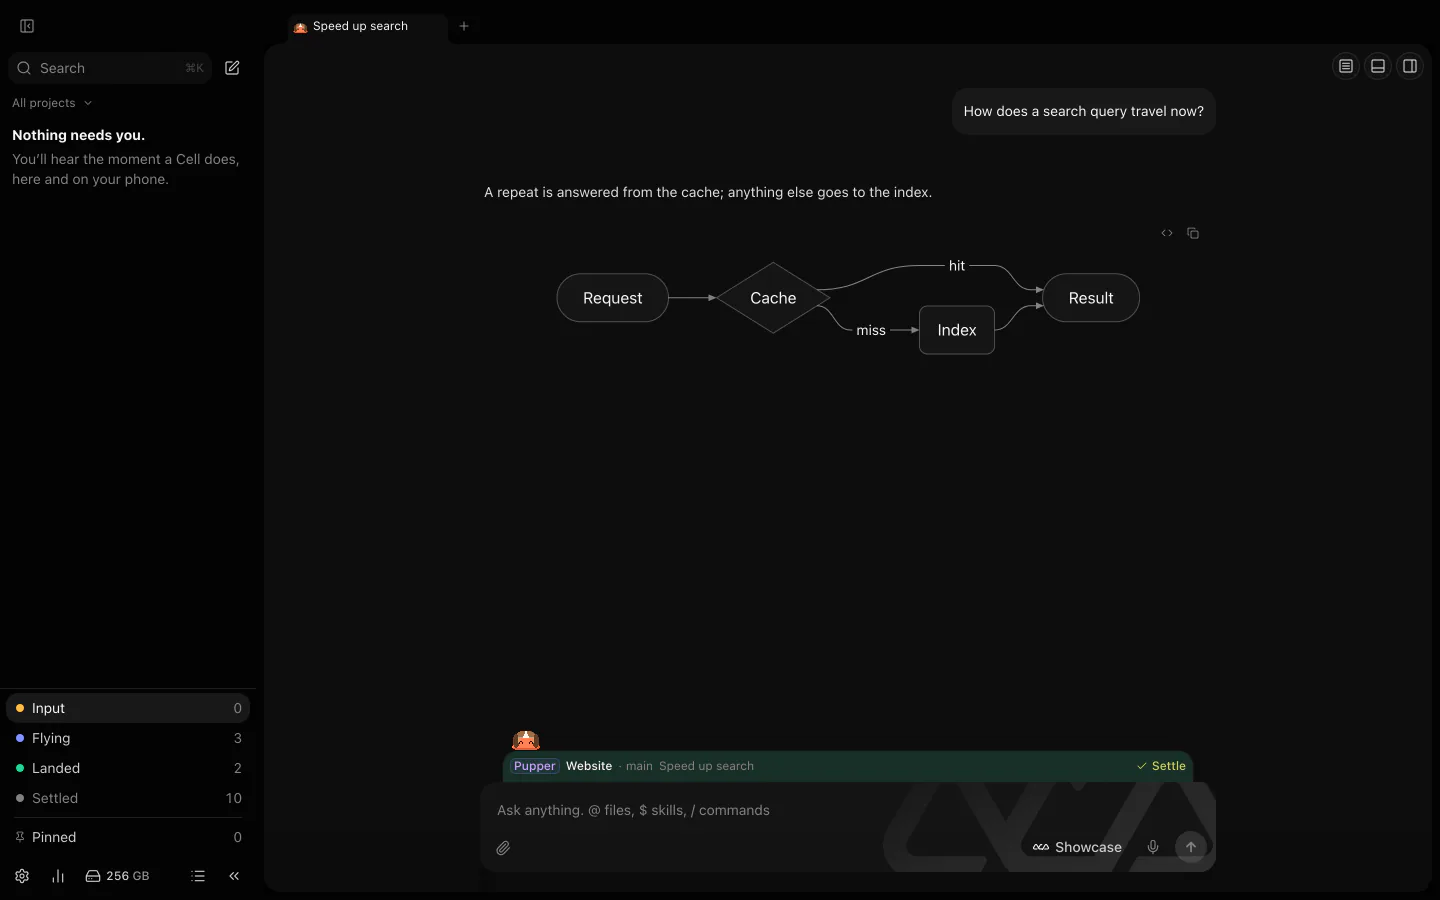 Speed up search
Search ⌘K
All projects
Nothing needs you.
You'll hear the moment a Cell does,
here and on your phone.
How does a search query travel now?
A repeat is answered from the cache; anything else goes to the index.
Request
Cache
hit
miss
Index
Result
Input 0
Flying 3
Landed 2
Settled 10
Pinned 0
256 GB
Pupper Website · main Speed up search
Settle
Ask anything. @ files, $ skills, / commands
Showcase